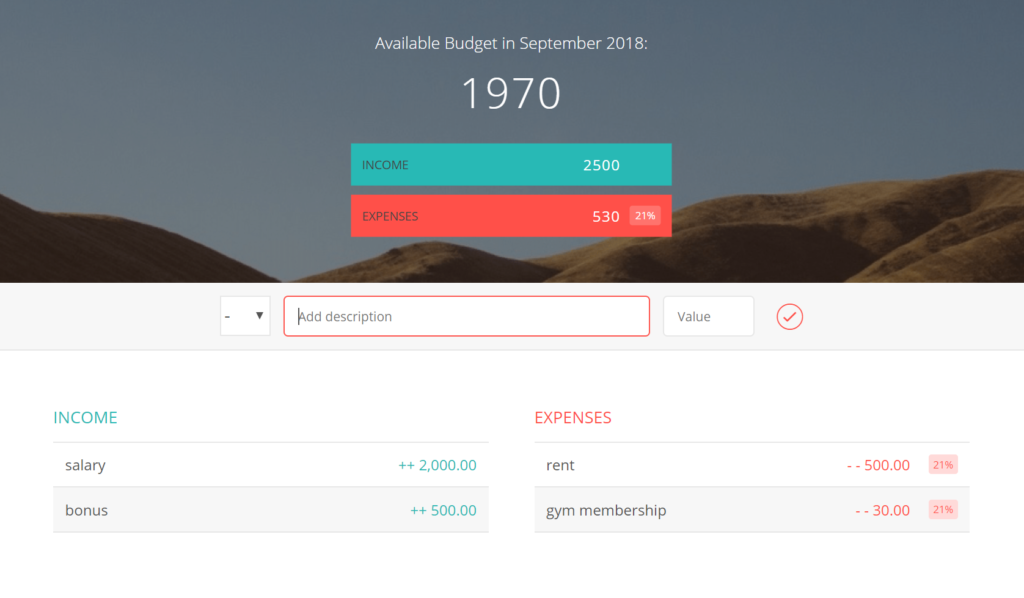 Available Budget in September 2018:
1970
INCOME 2500
EXPENSES 530 21%
- ▼ Add description Value
INCOME
salary ++ 2,000.00
bonus ++ 500.00
EXPENSES
rent - - 500.00 21%
gym membership - - 30.00 21%